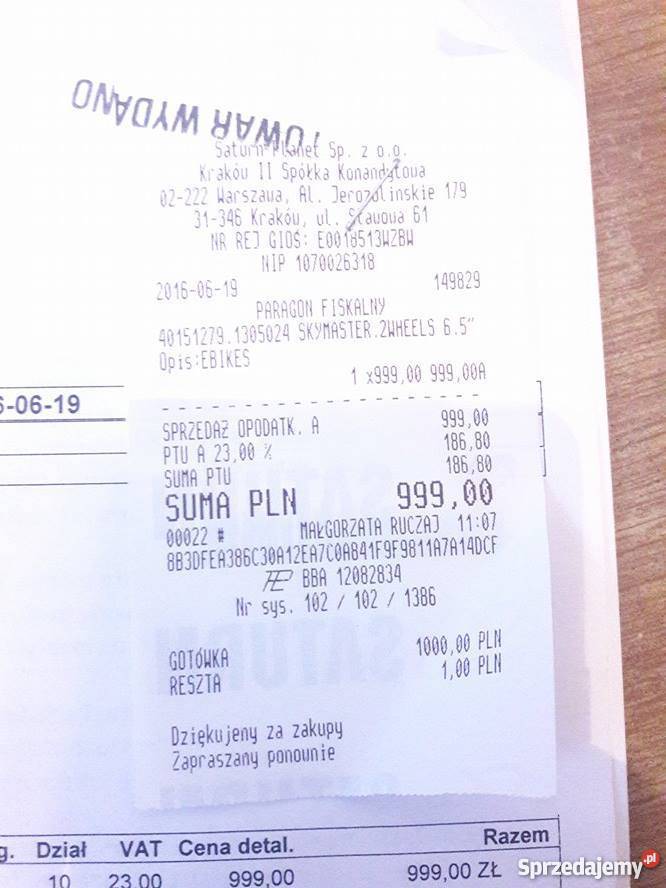 TOWAR WYDANO
Saturn Planet Sp. z o.o.
Kraków II Spółka Komandytowa
02-222 Warszawa, Al. Jerozolimskie 179
31-346 Kraków, ul. Stawowa 61
NR REJ GIOŚ: E0018513WZBW
NIP 1070026318
2016-06-19 149829
PARAGON FISKALNY
40151279.1305024 SKYMASTER.2WHEELS 6.5"
Opis:EBIKES
1 x999,00 999,00A
6-06-19
SPRZEDAŻ OPODATK. A 999,00
PTU A 23,00 % 186,80
SUMA PTU 186,80
SUMA PLN 999,00
00022 # MAŁGORZATA RUCZAJ 11:07
8B3DFEA386C30A12EA7C0A841F9F9811A7A14DCF
BBA 12082834
Nr sys. 102 / 102 / 1386
GOTÓWKA 1000,00 PLN
RESZTA 1,00 PLN
Dziękujemy za zakupy
Zapraszamy ponownie
g. Dział VAT Cena detal. Razem
10 23.00 999,00 999,00 ZŁ
Sprzedajemy.pl